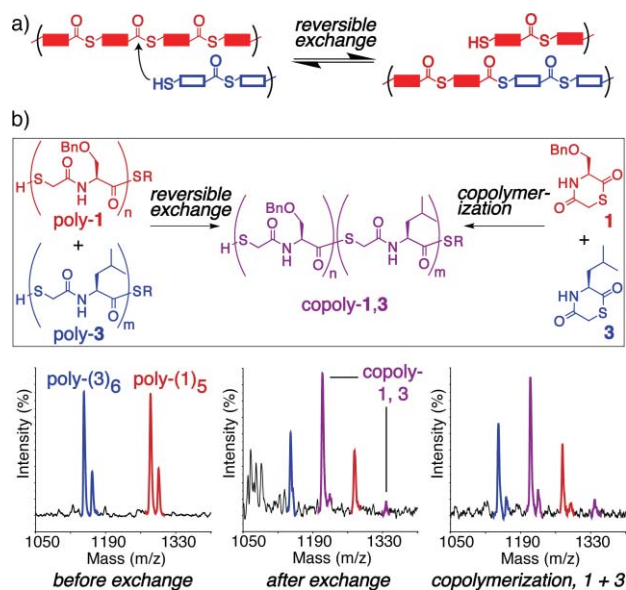 a)
O O O
S S S
HS O S
reversible
exchange
O
HS S
O O O O
S S S S
b)
BnO
O
H S N H O SR
n
poly-1
+
O
H S N H O SR
m
poly-3
reversible
exchange
BnO
O O
H S N H O S N H O SR
n m
copoly-1,3
copolymer-
ization
BnO
HN O
O S
1
+
HN O
O S
3
Intensity (%)
poly-(3)6 poly-(1)5
1050 1190 1330
Mass (m/z)
before exchange
Intensity (%)
copoly-
1, 3
1050 1190 1330
Mass (m/z)
after exchange
Intensity (%)
1050 1190 1330
Mass (m/z)
copolymerization, 1 + 3